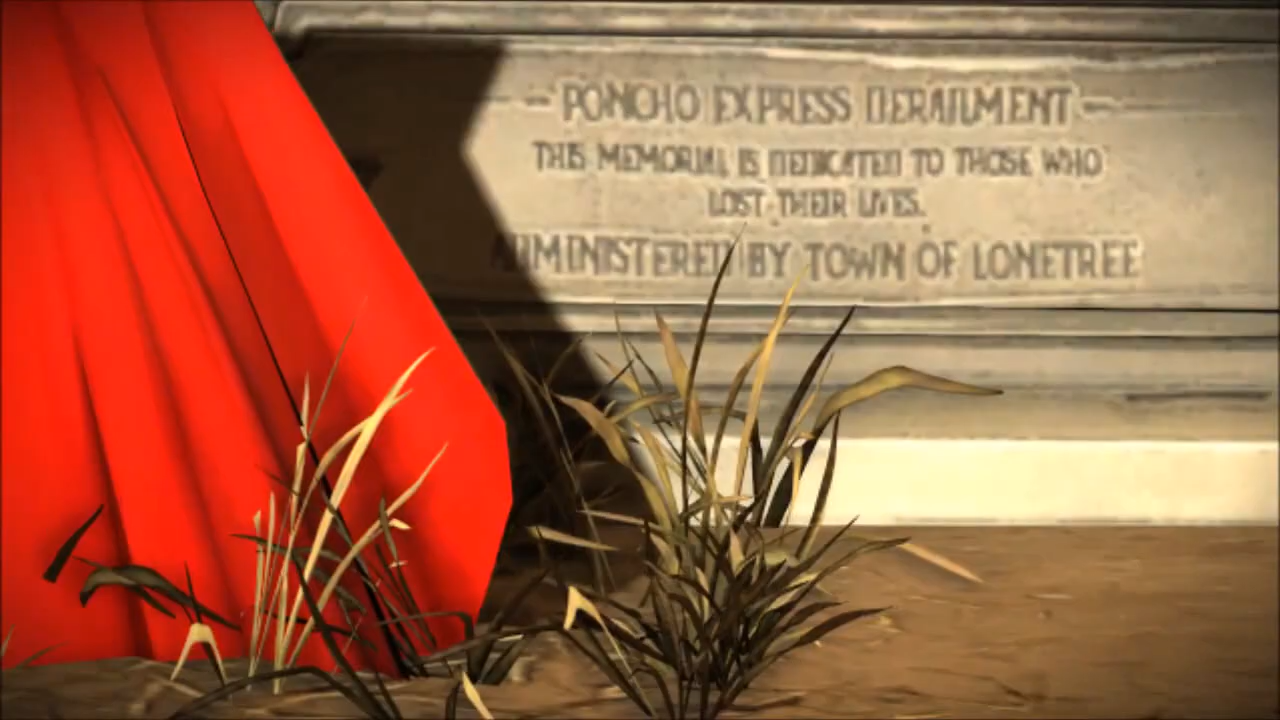 - PONCHO EXPRESS DERAILMENT -
THIS MEMORIAL IS DEDICATED TO THOSE WHO
LOST THEIR LIVES.
ADMINISTERED BY TOWN OF LONETREE